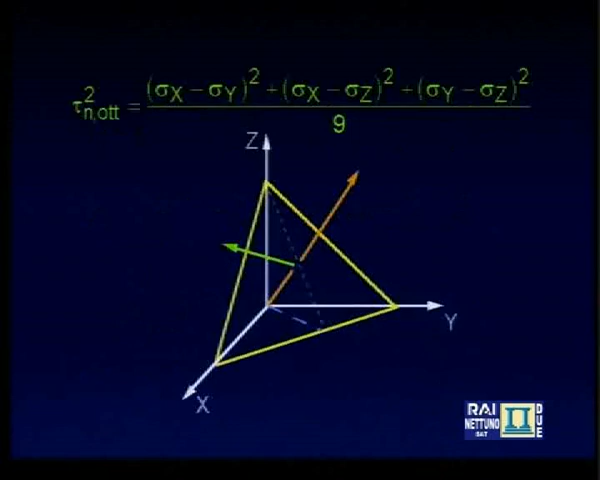 τ²n,ott = (σX − σY)² + (σX − σZ)² + (σY − σZ)²
9
Z
Y
X
RAI
NETTUNO
SAT
DUE